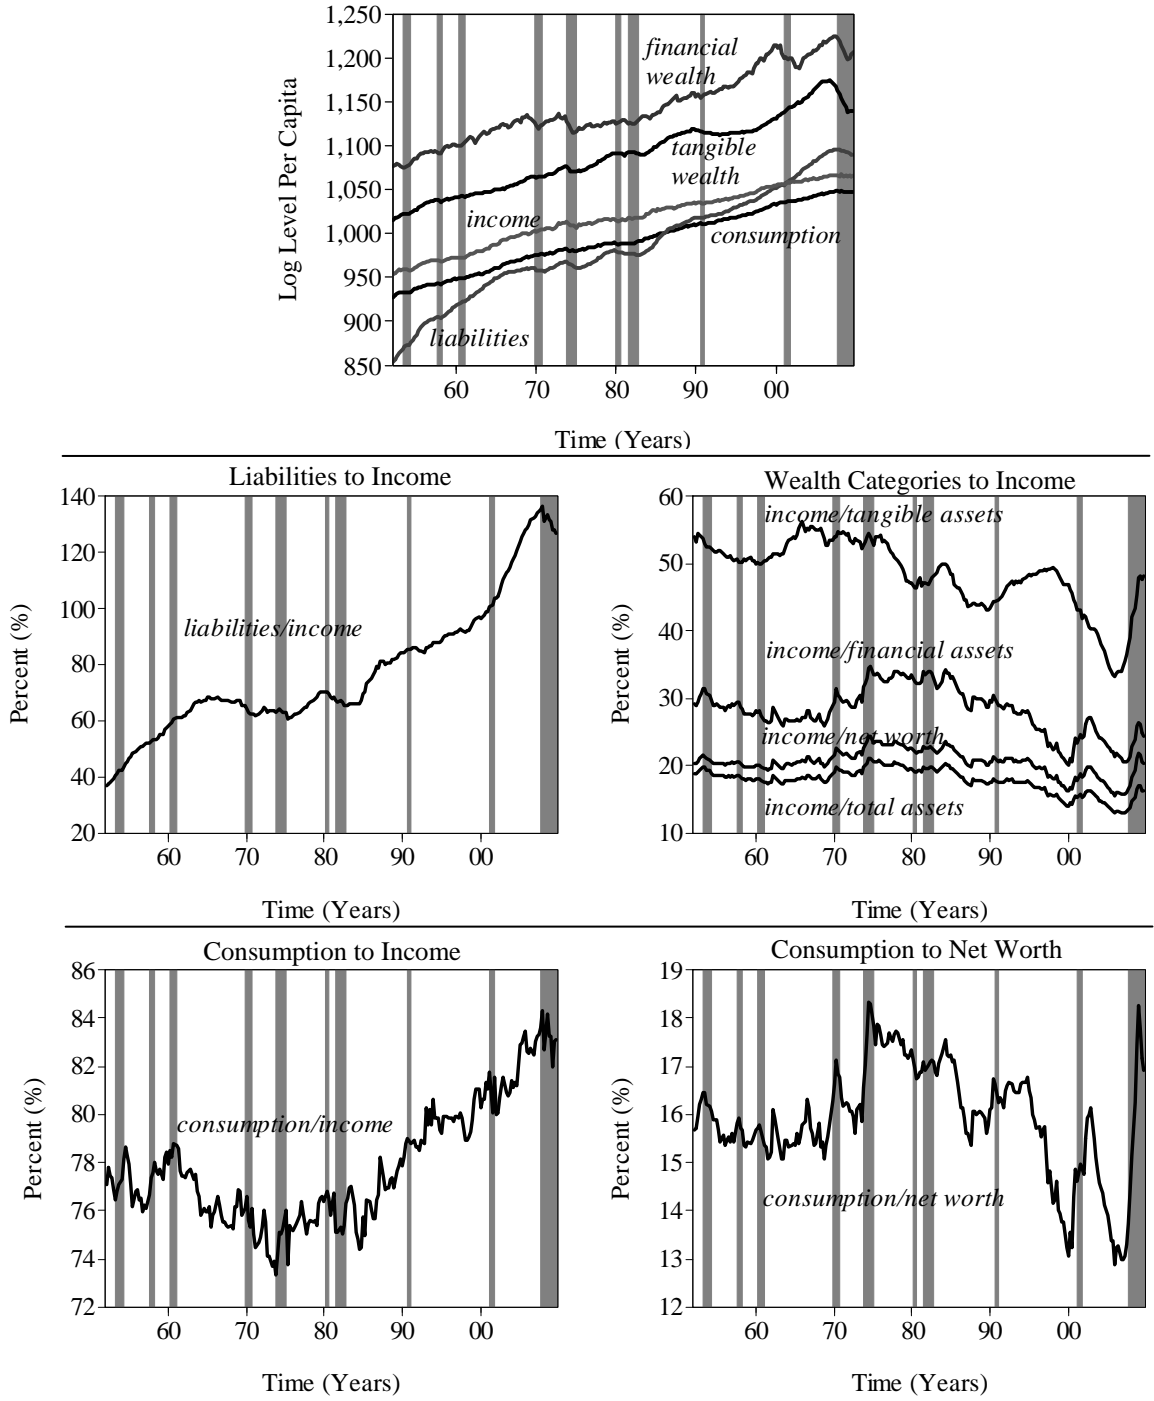 1,250
1,200
1,150
1,100
1,050
1,000
950
900
850
Log Level Per Capita
financial
wealth
tangible
wealth
income
consumption
liabilities
60 70 80 90 00
Time (Years)
Liabilities to Income
140
120
100
80
60
40
20
Percent (%)
liabilities/income
60 70 80 90 00
Time (Years)
Wealth Categories to Income
60
50
40
30
20
10
Percent (%)
income/tangible assets
income/financial assets
income/net worth
income/total assets
60 70 80 90 00
Time (Years)
Consumption to Income
86
84
82
80
78
76
74
72
Percent (%)
consumption/income
60 70 80 90 00
Time (Years)
Consumption to Net Worth
19
18
17
16
15
14
13
12
Percent (%)
consumption/net worth
60 70 80 90 00
Time (Years)